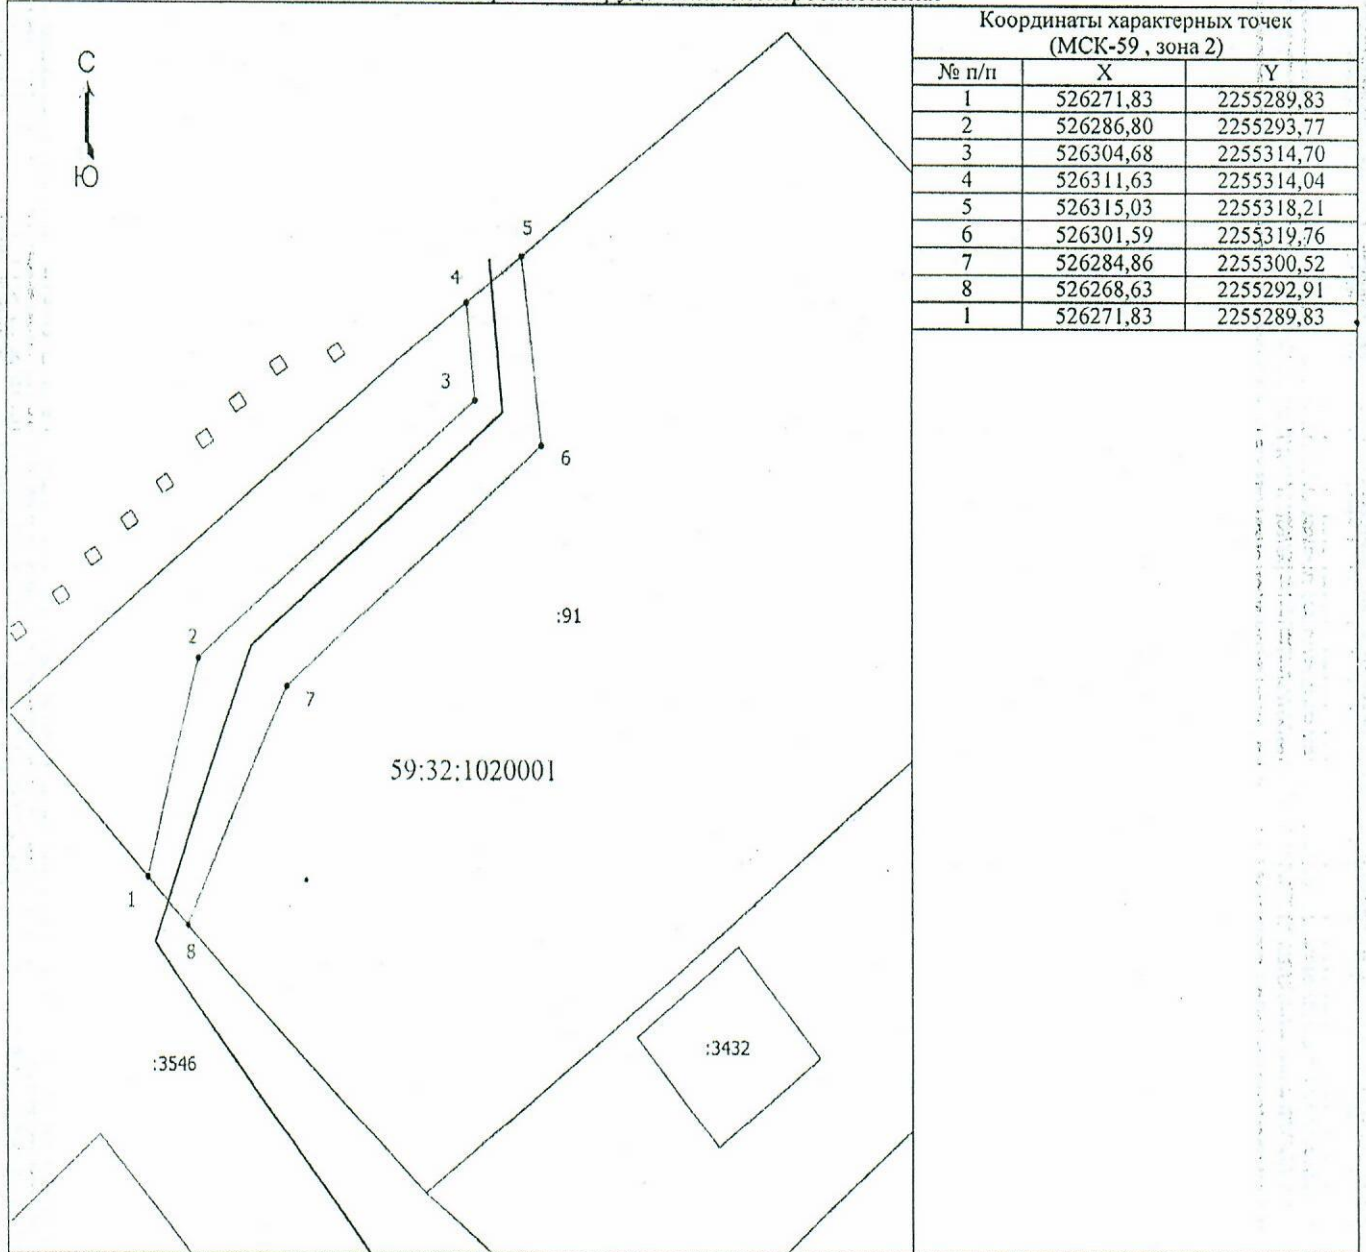 Координаты характерных точек
(МСК-59 , зона 2)
№ п/п X Y
1 526271,83 2255289,83
2 526286,80 2255293,77
3 526304,68 2255314,70
4 526311,63 2255314,04
5 526315,03 2255318,21
6 526301,59 2255319,76
7 526284,86 2255300,52
8 526268,63 2255292,91
1 526271,83 2255289,83
С
Ю
5
4
3
6
2
7
:91
59:32:1020001
1
8
:3546
:3432